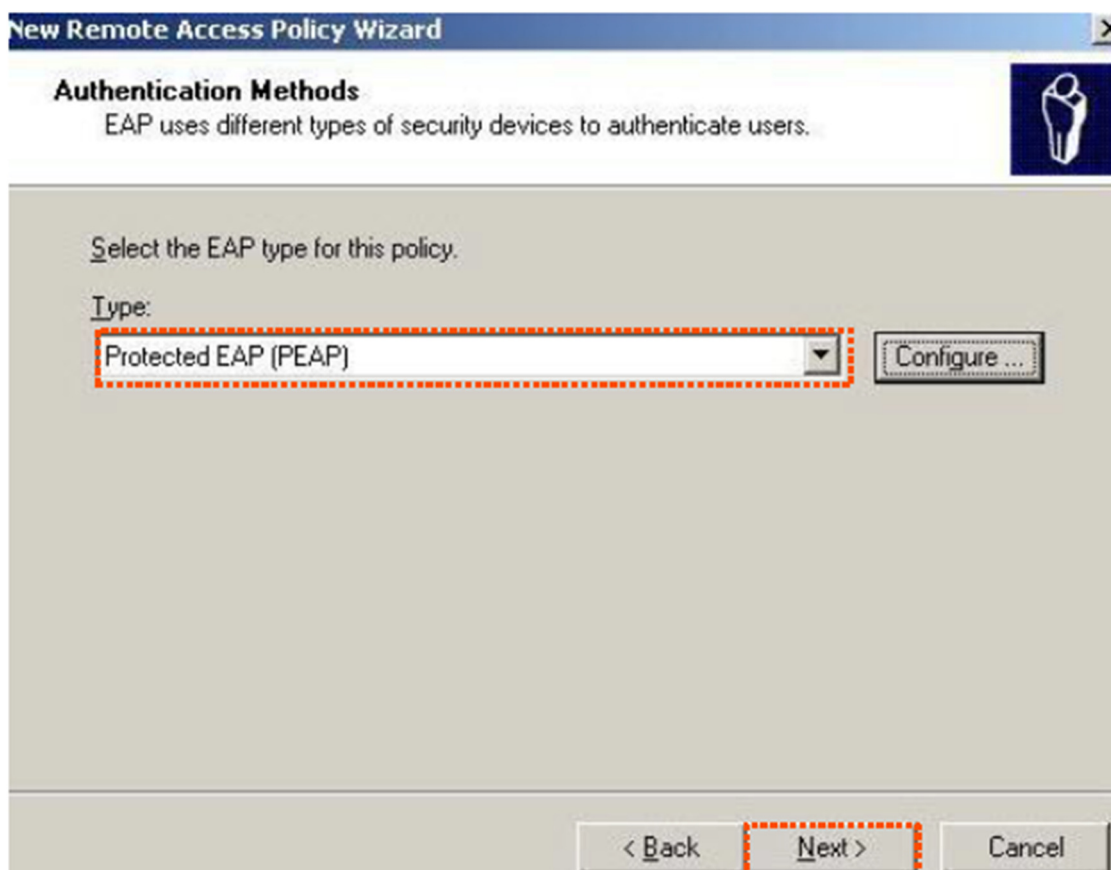 New Remote Access Policy Wizard
Authentication Methods
EAP uses different types of security devices to authenticate users.
Select the EAP type for this policy.
Type:
Protected EAP (PEAP)
Configure ...
< Back
Next >
Cancel